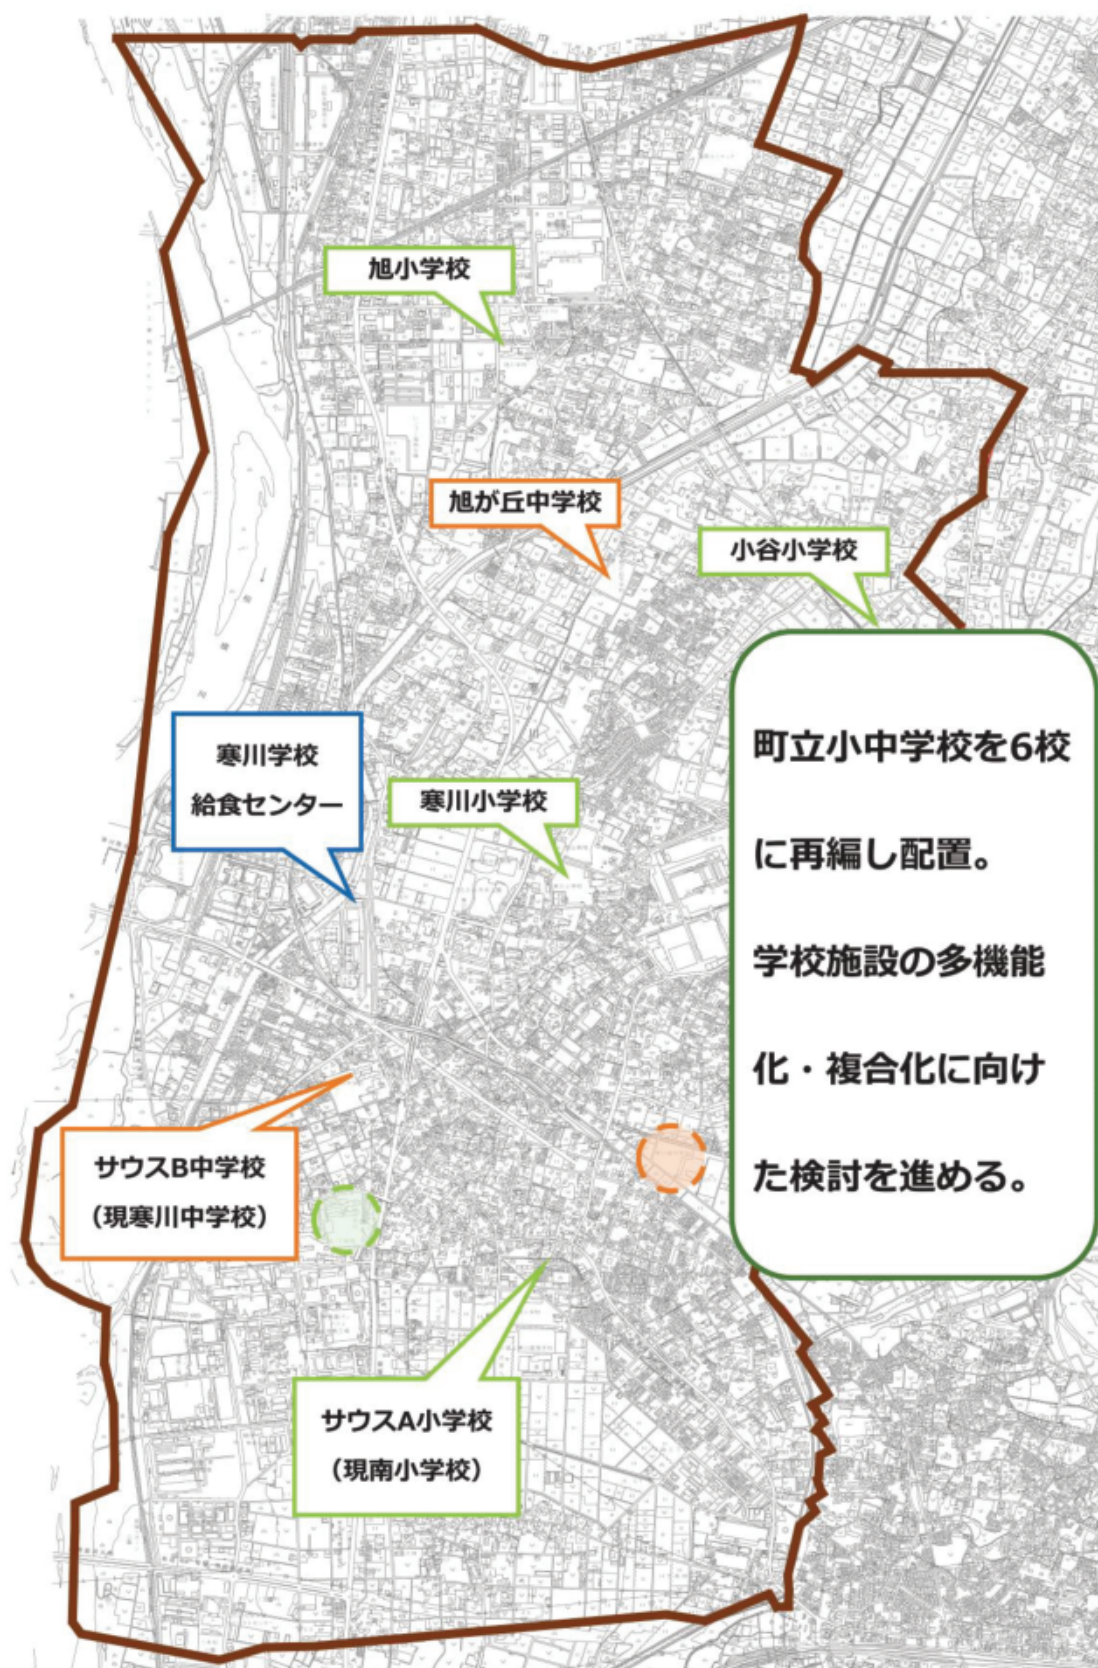 旭小学校
旭が丘中学校
小谷小学校
町立小中学校を6校
に再編し配置。
学校施設の多機能
化・複合化に向け
た検討を進める。
寒川学校
給食センター
寒川小学校
サウスB中学校
（現寒川中学校）
サウスA小学校
（現南小学校）